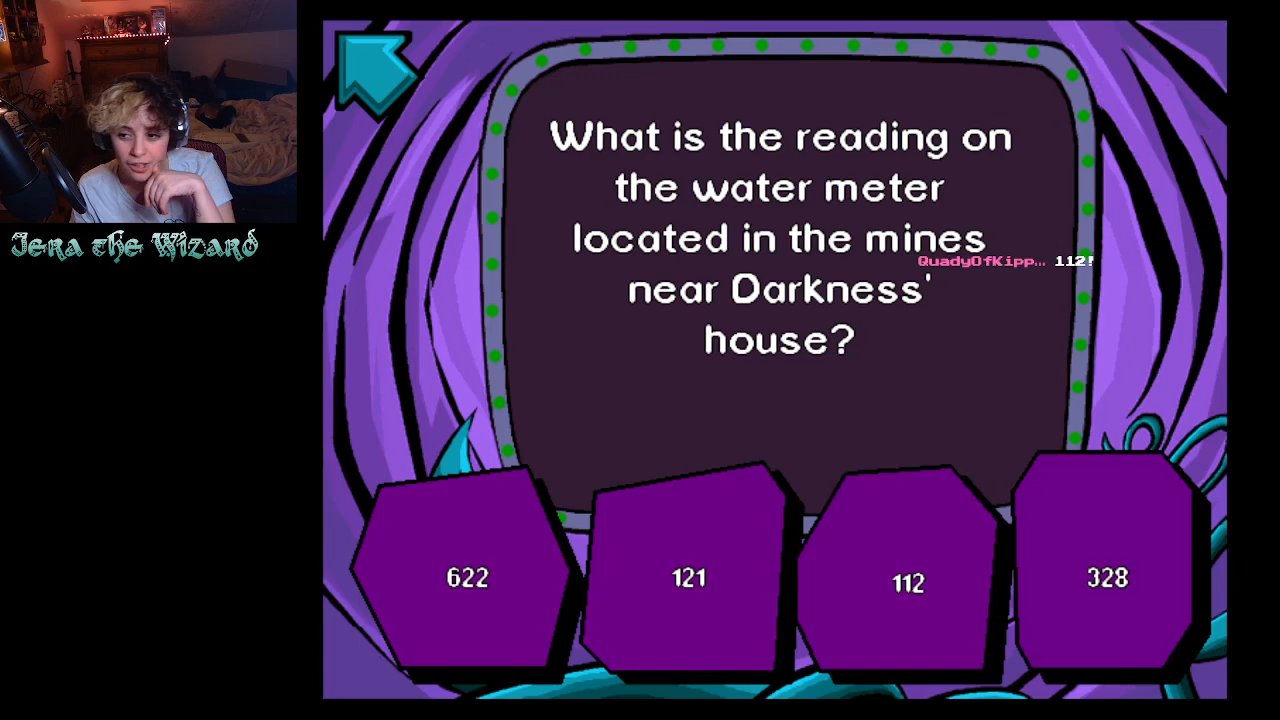 Jera the Wizard
What is the reading on
the water meter
located in the mines
QuadyOfKipp... 112!
near Darkness'
house?
622
121
112
328